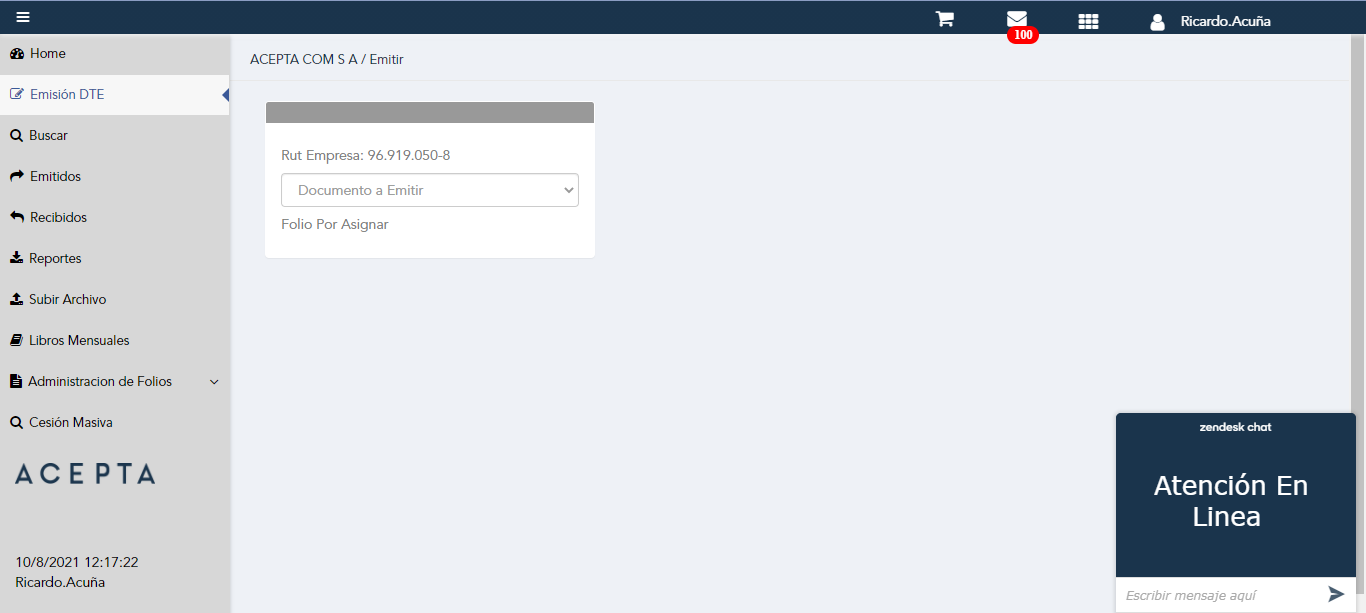 100
Ricardo.Acuña
Home
Emisión DTE
Buscar
Emitidos
Recibidos
Reportes
Subir Archivo
Libros Mensuales
Administracion de Folios
Cesión Masiva
ACEPTA
10/8/2021 12:17:22
Ricardo.Acuña
ACEPTA COM S A / Emitir
Rut Empresa: 96.919.050-8
Documento a Emitir
Folio Por Asignar
zendesk chat
Atención En
Linea
Escribir mensaje aquí